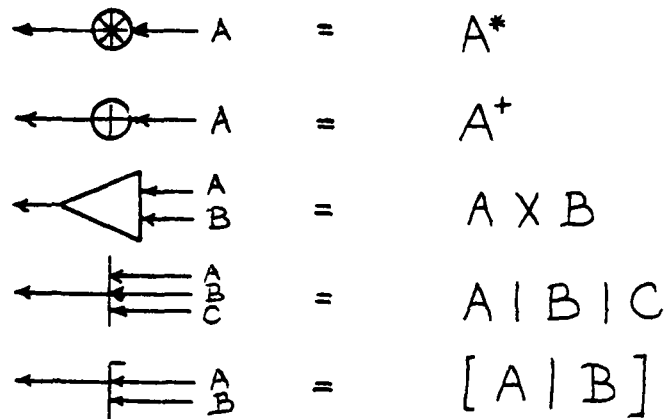 A = A*
A = A+
A
B = A X B
A
B
C = A | B | C
A
B = [ A | B ]